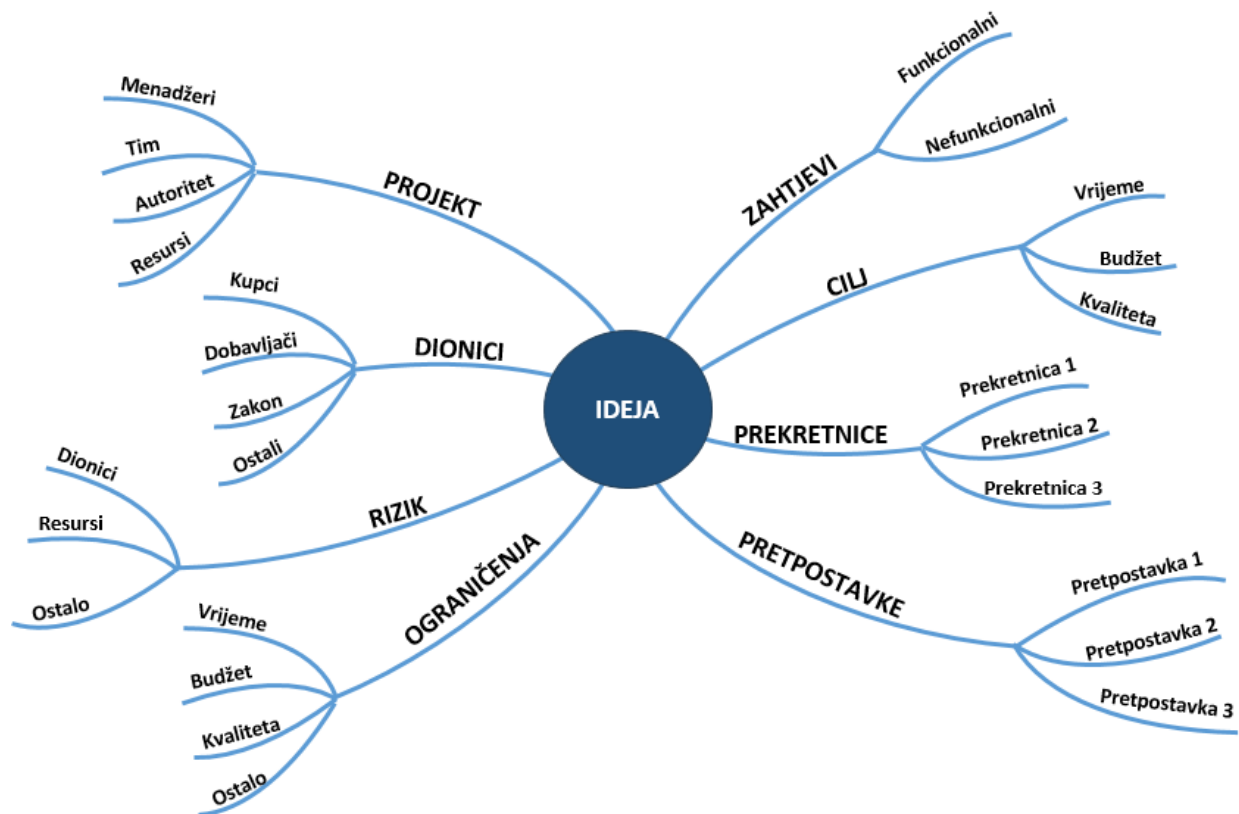 IDEJA
PROJEKT
Menadžeri
Tim
Autoritet
Resursi
DIONICI
Kupci
Dobavljači
Zakon
Ostali
RIZIK
Dionici
Resursi
Ostalo
OGRANIČENJA
Vrijeme
Budžet
Kvaliteta
Ostalo
ZAHTJEVI
Funkcionalni
Nefunkcionalni
CILJ
Vrijeme
Budžet
Kvaliteta
PREKRETNICE
Prekretnica 1
Prekretnica 2
Prekretnica 3
PRETPOSTAVKE
Pretpostavka 1
Pretpostavka 2
Pretpostavka 3